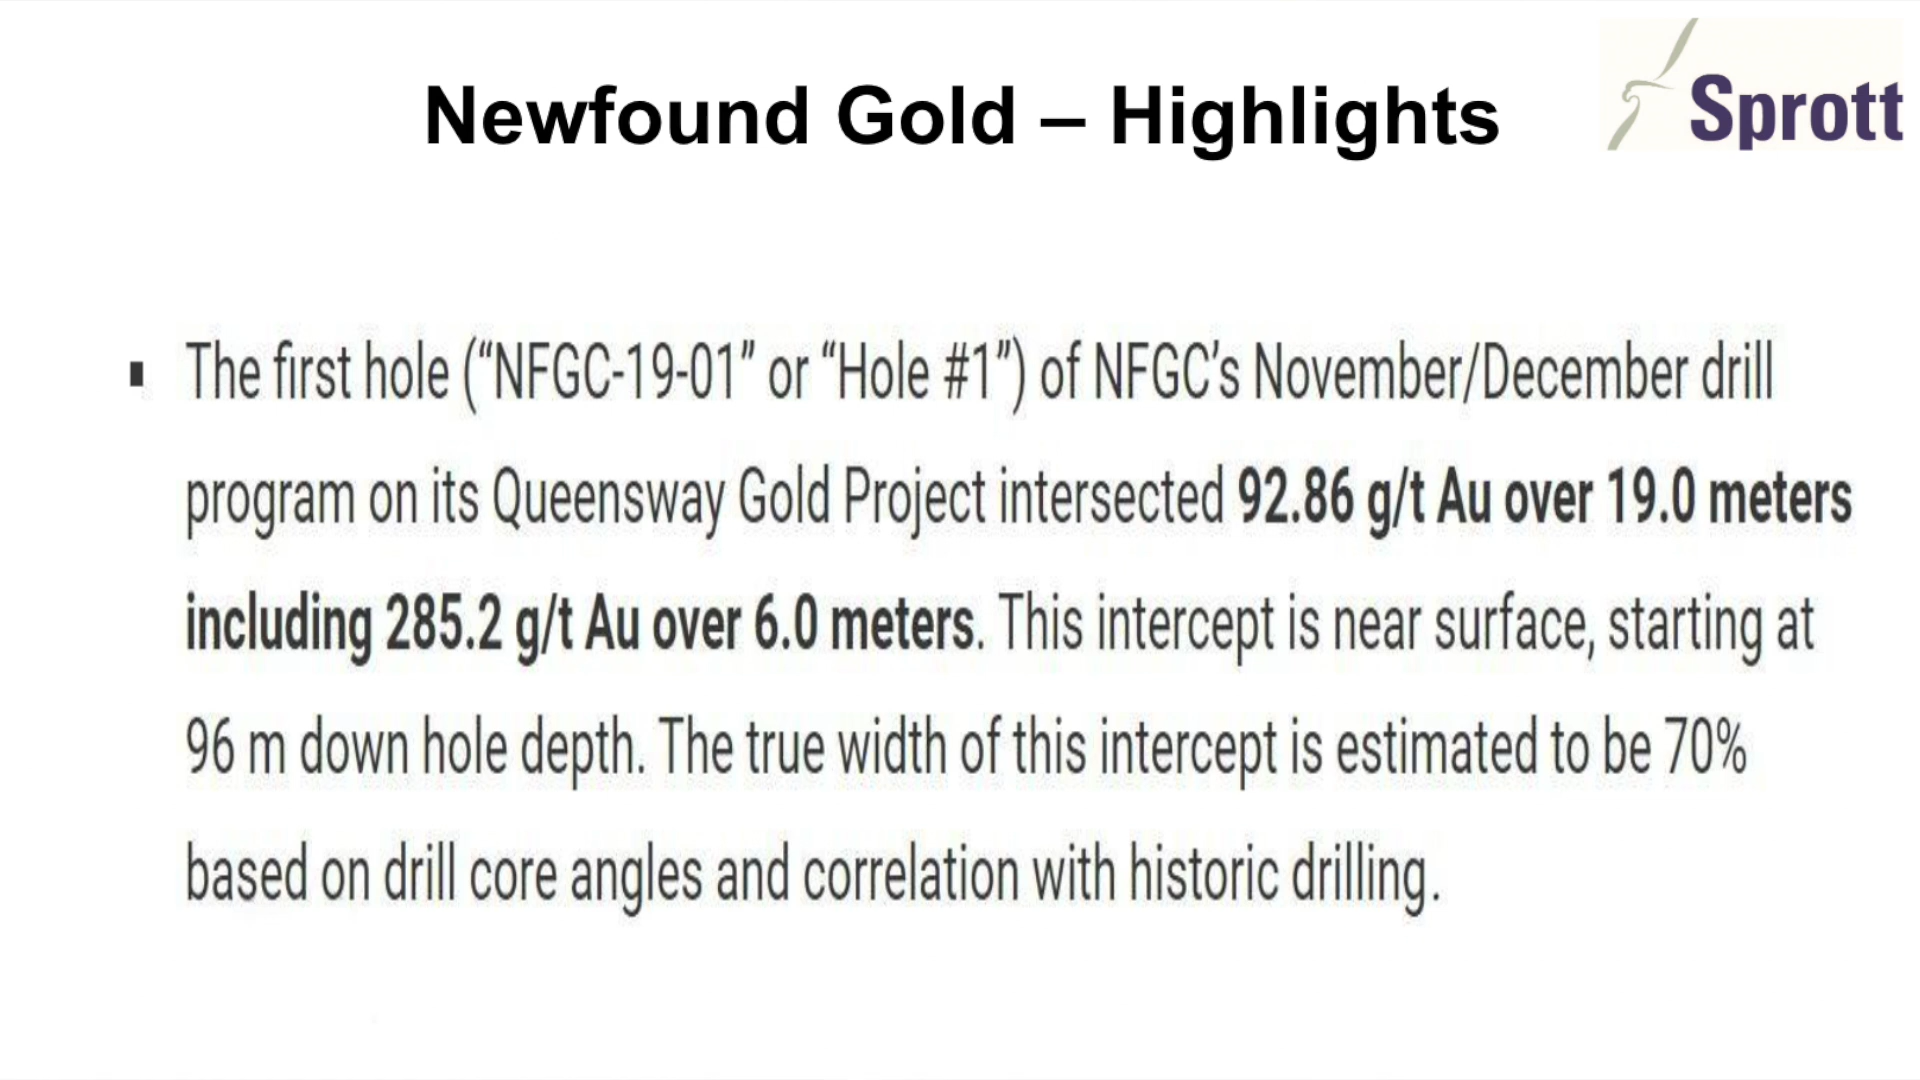 Newfound Gold – Highlights
Sprott
▪ The first hole (“NFGC-19-01” or “Hole #1”) of NFGC’s November/December drill
program on its Queensway Gold Project intersected 92.86 g/t Au over 19.0 meters
including 285.2 g/t Au over 6.0 meters. This intercept is near surface, starting at
96 m down hole depth. The true width of this intercept is estimated to be 70%
based on drill core angles and correlation with historic drilling.